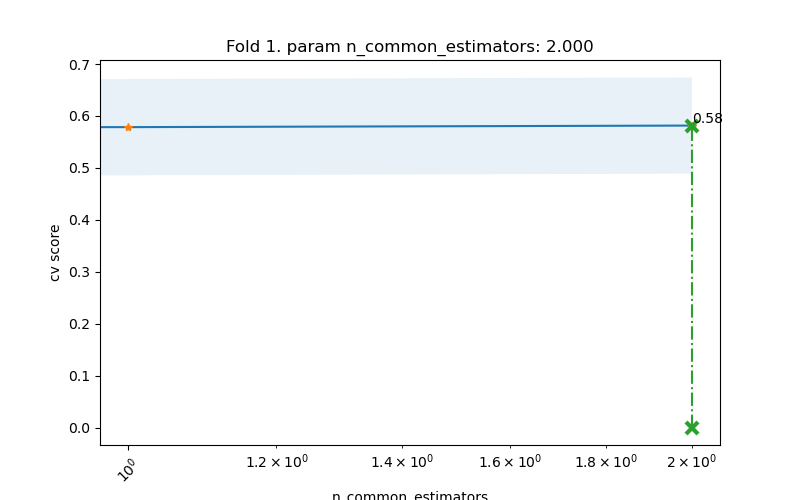 Fold 1. param n_common_estimators: 2.000
0.7
0.6
0.58
0.5
0.4
cv score
0.3
0.2
0.1
0.0
10⁰
1.2 × 10⁰
1.4 × 10⁰
1.6 × 10⁰
1.8 × 10⁰
2 × 10⁰
n_common_estimators